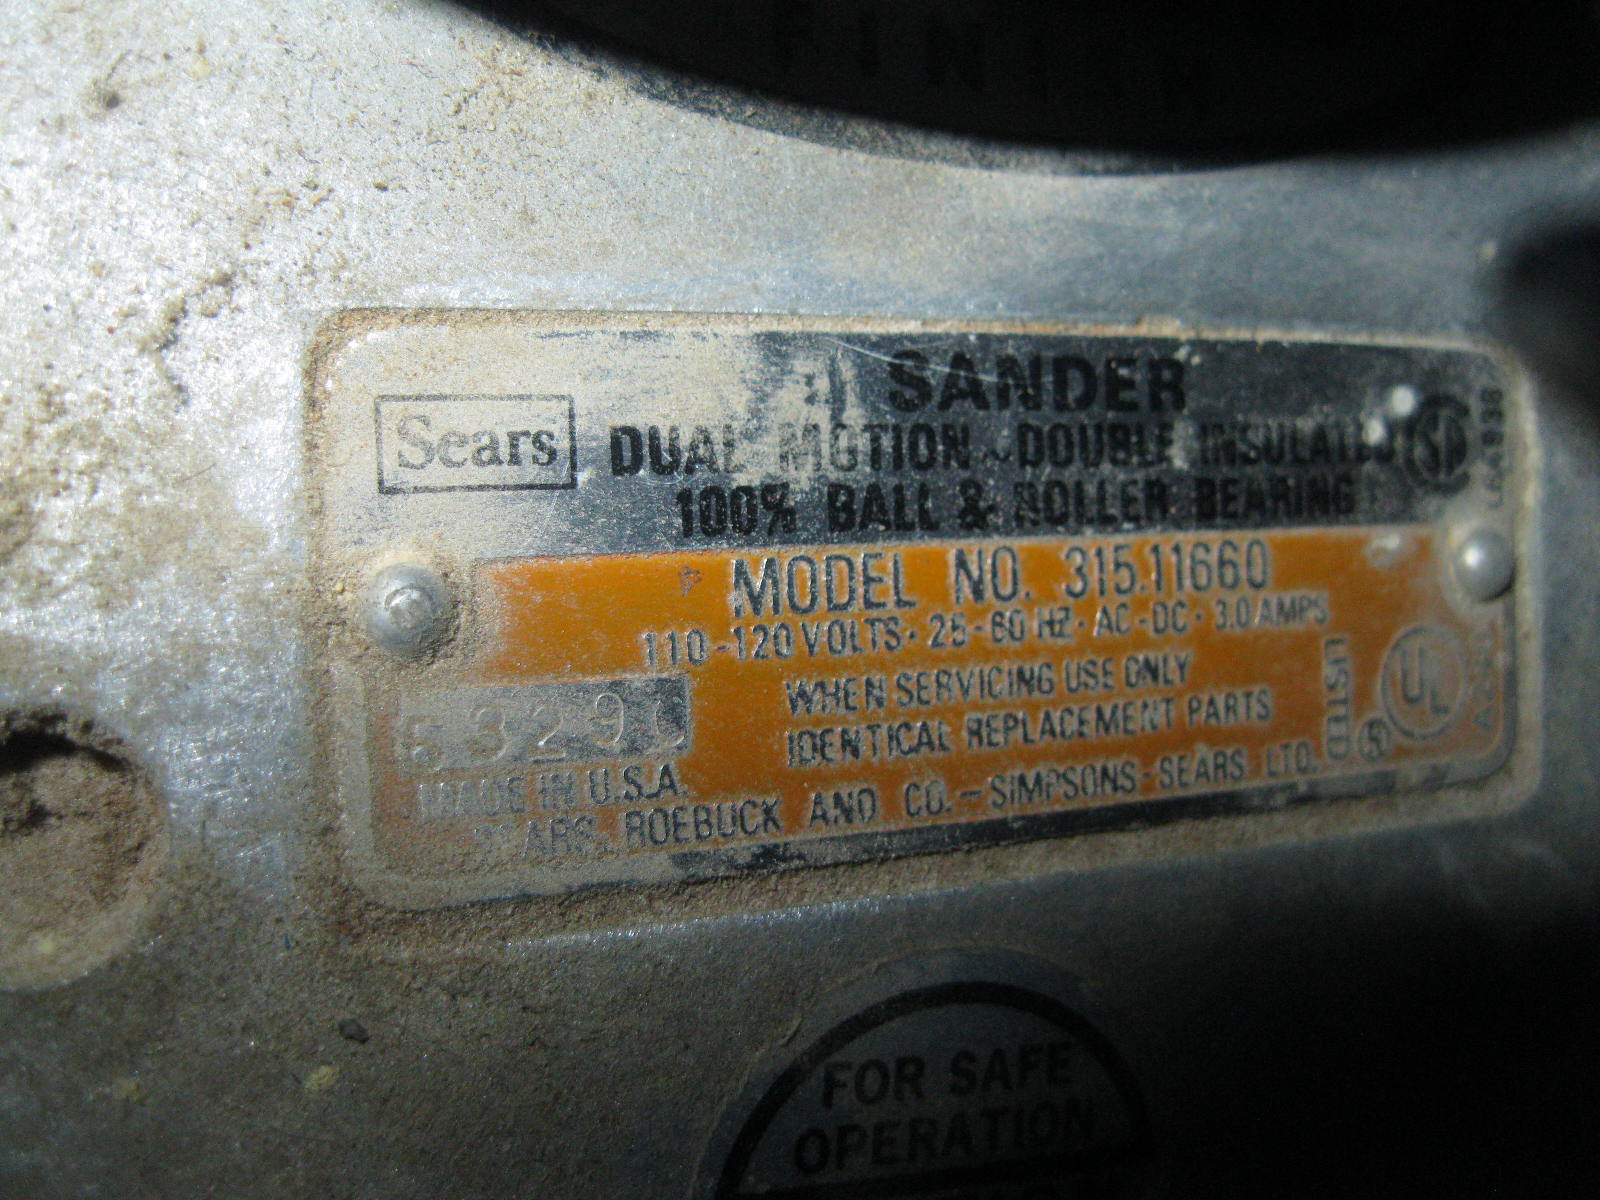 SANDER
Sears
DUAL MOTION - DOUBLE INSULATED
100% BALL & ROLLER BEARING
MODEL NO. 315.11660
110-120 VOLTS · 25-60 HZ · AC-DC · 3.0 AMPS
WHEN SERVICING USE ONLY
IDENTICAL REPLACEMENT PARTS
LISTED
UL
MADE IN U.S.A.
SEARS, ROEBUCK AND CO. - SIMPSONS-SEARS LTD.
FOR SAFE
OPERATION